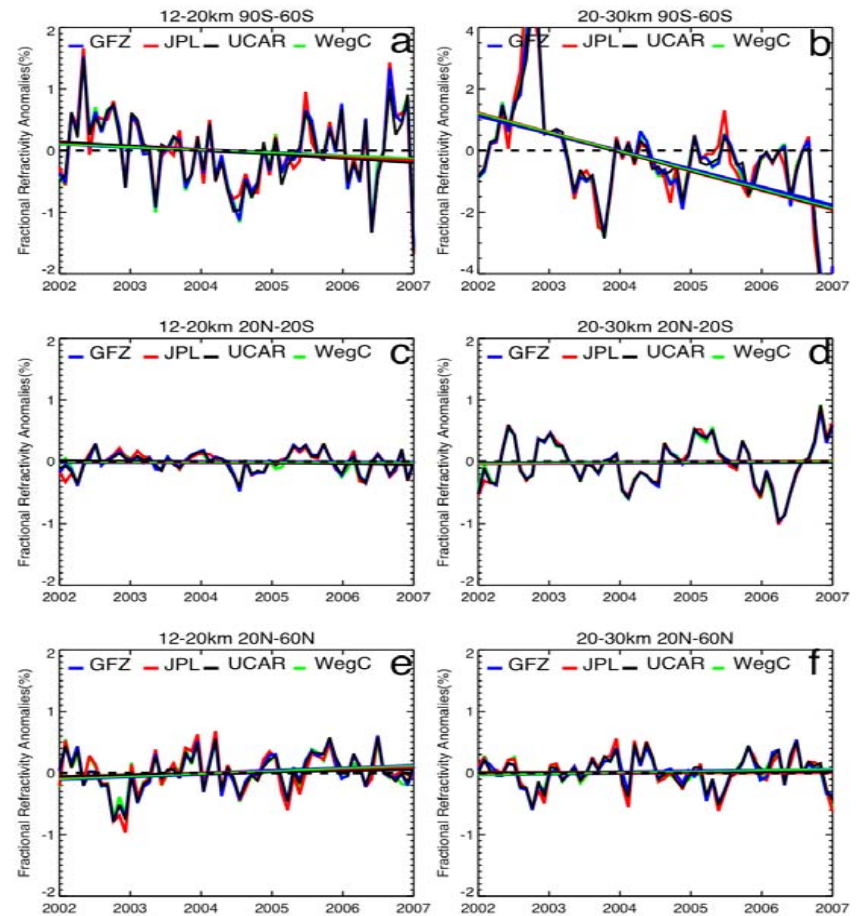 12-20km 90S-60S
20-30km 90S-60S
GFZ JPL UCAR WegC
a
GFZ JPL UCAR WegC
b
Fractional Refractivity Anomalies(%)
2
1
0
-1
-2
2002 2003 2004 2005 2006 2007
Fractional Refractivity Anomalies(%)
4
2
0
-2
-4
2002 2003 2004 2005 2006 2007
12-20km 20N-20S
20-30km 20N-20S
GFZ JPL UCAR WegC
c
GFZ JPL UCAR WegC
d
Fractional Refractivity Anomalies(%)
2
1
0
-1
-2
2002 2003 2004 2005 2006 2007
Fractional Refractivity Anomalies(%)
2
1
0
-1
-2
2002 2003 2004 2005 2006 2007
12-20km 20N-60N
20-30km 20N-60N
GFZ JPL UCAR WegC
e
GFZ JPL UCAR WegC
f
Fractional Refractivity Anomalies(%)
2
1
0
-1
-2
2002 2003 2004 2005 2006 2007
Fractional Refractivity Anomalies(%)
2
1
0
-1
-2
2002 2003 2004 2005 2006 2007